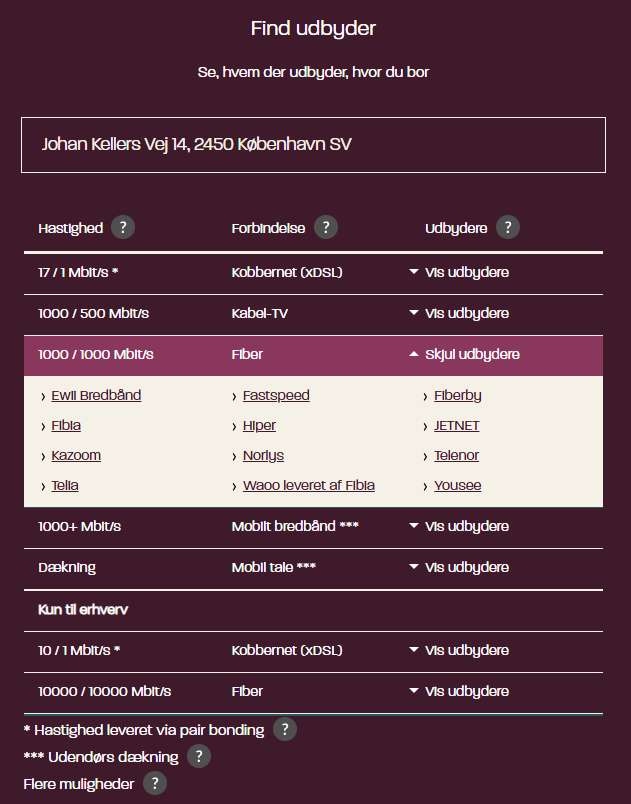 Find udbyder
Se, hvem der udbyder, hvor du bor
Johan Kellers Vej 14, 2450 København SV
Hastighed ? Forbindelse ? Udbydere ?
17 / 1 Mbit/s * Kobbernet (xDSL) Vis udbydere
1000 / 500 Mbit/s Kabel-TV Vis udbydere
1000 / 1000 Mbit/s Fiber Skjul udbydere
› Ewii Bredbånd › Fastspeed › Fiberby
› Fibia › Hiper › JETNET
› Kazoom › Norlys › Telenor
› Telia › Waoo leveret af Fibia › Yousee
1000+ Mbit/s Mobilt bredbånd *** Vis udbydere
Dækning Mobil tale *** Vis udbydere
Kun til erhverv
10 / 1 Mbit/s * Kobbernet (xDSL) Vis udbydere
10000 / 10000 Mbit/s Fiber Vis udbydere
* Hastighed leveret via pair bonding ?
*** Udendørs dækning ?
Flere muligheder ?